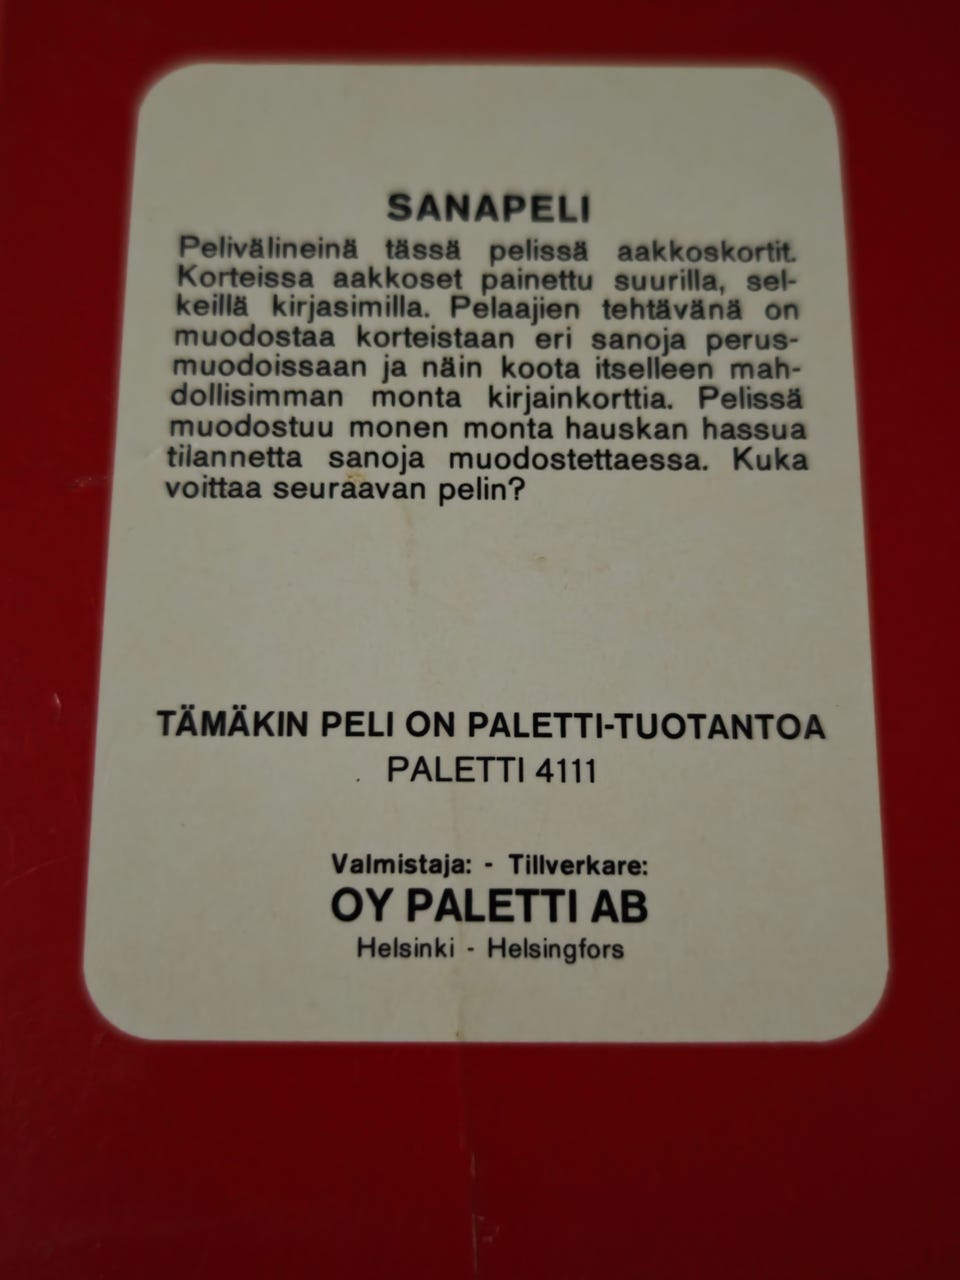 SANAPELI
Pelivälineinä tässä pelissä aakkoskortit.
Korteissa aakkoset painettu suurilla, sel-
keillä kirjasimilla. Pelaajien tehtävänä on
muodostaa korteistaan eri sanoja perus-
muodoissaan ja näin koota itselleen mah-
dollisimman monta kirjainkorttia. Pelissä
muodostuu monen monta hauskan hassua
tilannetta sanoja muodostettaessa. Kuka
voittaa seuraavan pelin?
TÄMÄKIN PELI ON PALETTI-TUOTANTOA
PALETTI 4111
Valmistaja: - Tillverkare:
OY PALETTI AB
Helsinki - Helsingfors